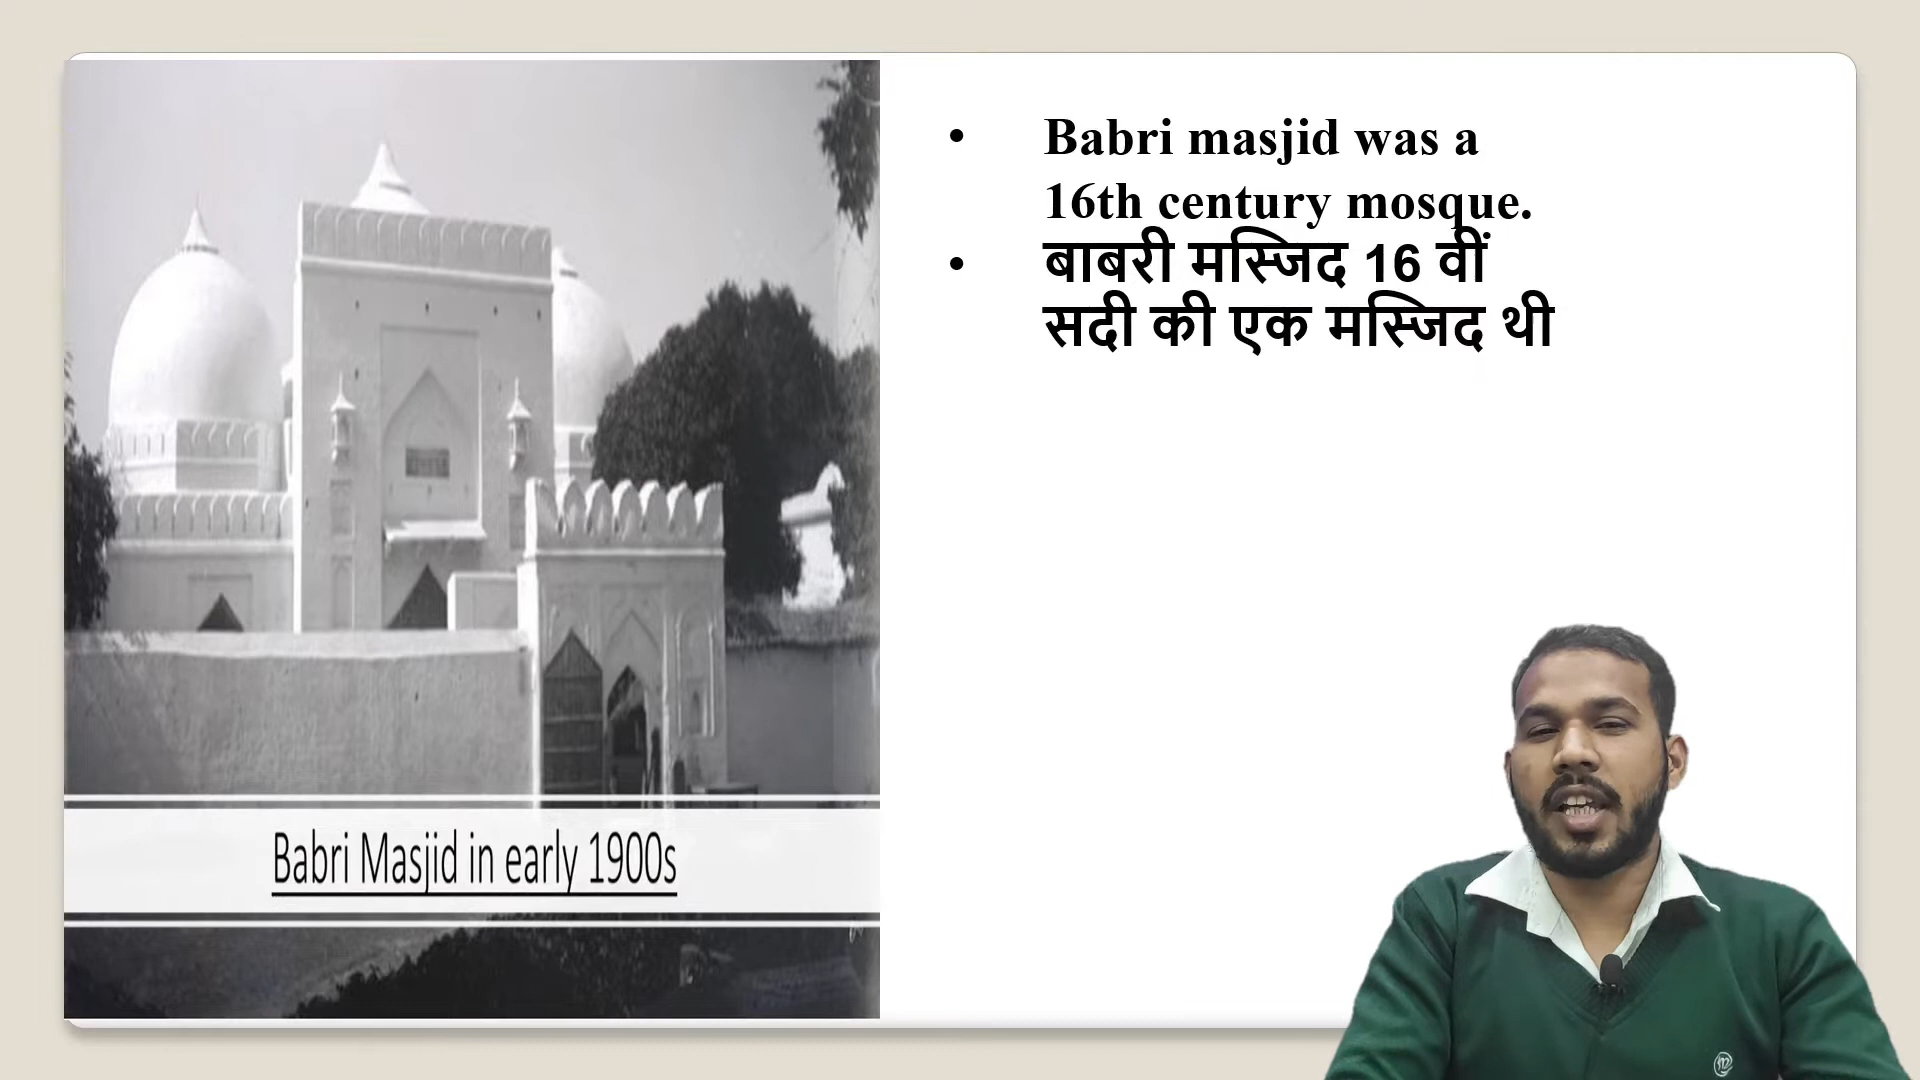 • Babri masjid was a
16th century mosque.
• बाबरी मस्जिद 16 वीं
सदी की एक मस्जिद थी
Babri Masjid in early 1900s